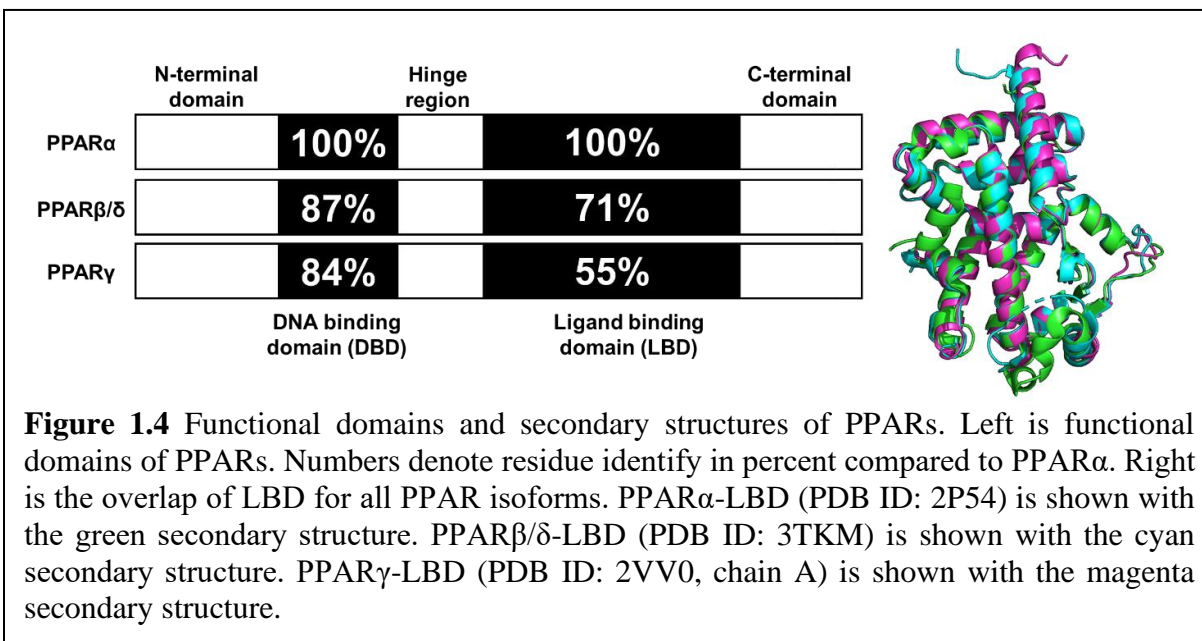 N-terminal domain
Hinge region
C-terminal domain
PPARα 100% 100%
PPARβ/δ 87% 71%
PPARγ 84% 55%
DNA binding domain (DBD)
Ligand binding domain (LBD)
Figure 1.4 Functional domains and secondary structures of PPARs. Left is functional
domains of PPARs. Numbers denote residue identify in percent compared to PPARα. Right
is the overlap of LBD for all PPAR isoforms. PPARα-LBD (PDB ID: 2P54) is shown with
the green secondary structure. PPARβ/δ-LBD (PDB ID: 3TKM) is shown with the cyan
secondary structure. PPARγ-LBD (PDB ID: 2VV0, chain A) is shown with the magenta
secondary structure.